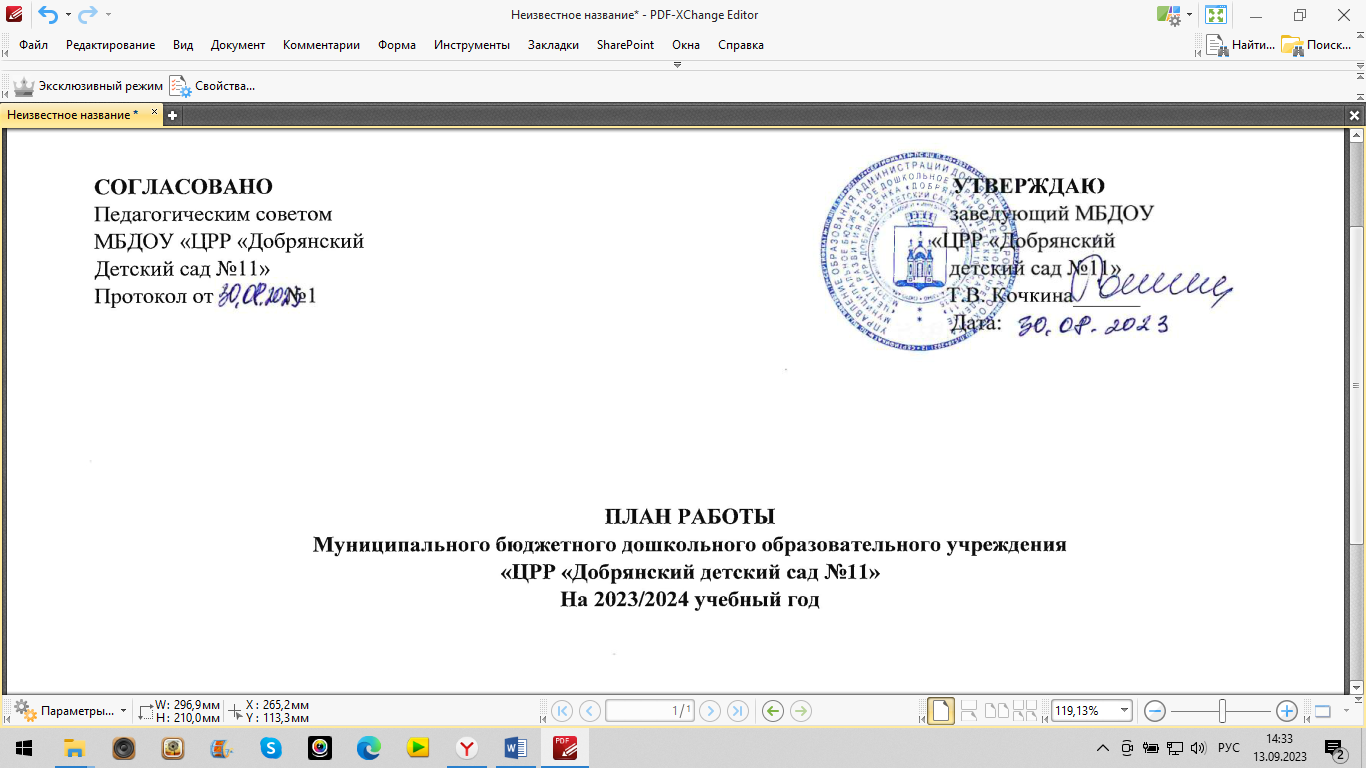 Неизвестное название* - PDF-XChange Editor
Файл Редактирование Вид Документ Комментарии Форма Инструменты Закладки SharePoint Окна Справка
Найти... Поиск...
Эксклюзивный режим Свойства...
Неизвестное название *
СОГЛАСОВАНО
Педагогическим советом
МБДОУ «ЦРР «Добрянский
Детский сад №11»
Протокол от 30.08.2023 №1
УТВЕРЖДАЮ
заведующий МБДОУ
«ЦРР «Добрянский
детский сад №11»
Т.В. Кочкина
Дата: 30.08.2023
ПЛАН РАБОТЫ
Муниципального бюджетного дошкольного образовательного учреждения
«ЦРР «Добрянский детский сад №11»
На 2023/2024 учебный год
Параметры...
W: 296,9мм
H: 210,0мм
X : 265,2мм
Y : 113,3мм
1/1
119,13%
РУС
14:33
13.09.2023
2